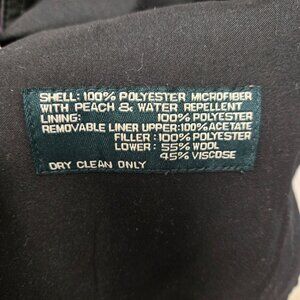 SHELL: 100% POLYESTER MICROFIBER
WITH PEACH & WATER REPELLENT
LINING: 100% POLYESTER
REMOVABLE LINER UPPER: 100% ACETATE
FILLER: 100% POLYESTER
LOWER: 55% WOOL
45% VISCOSE
DRY CLEAN ONLY